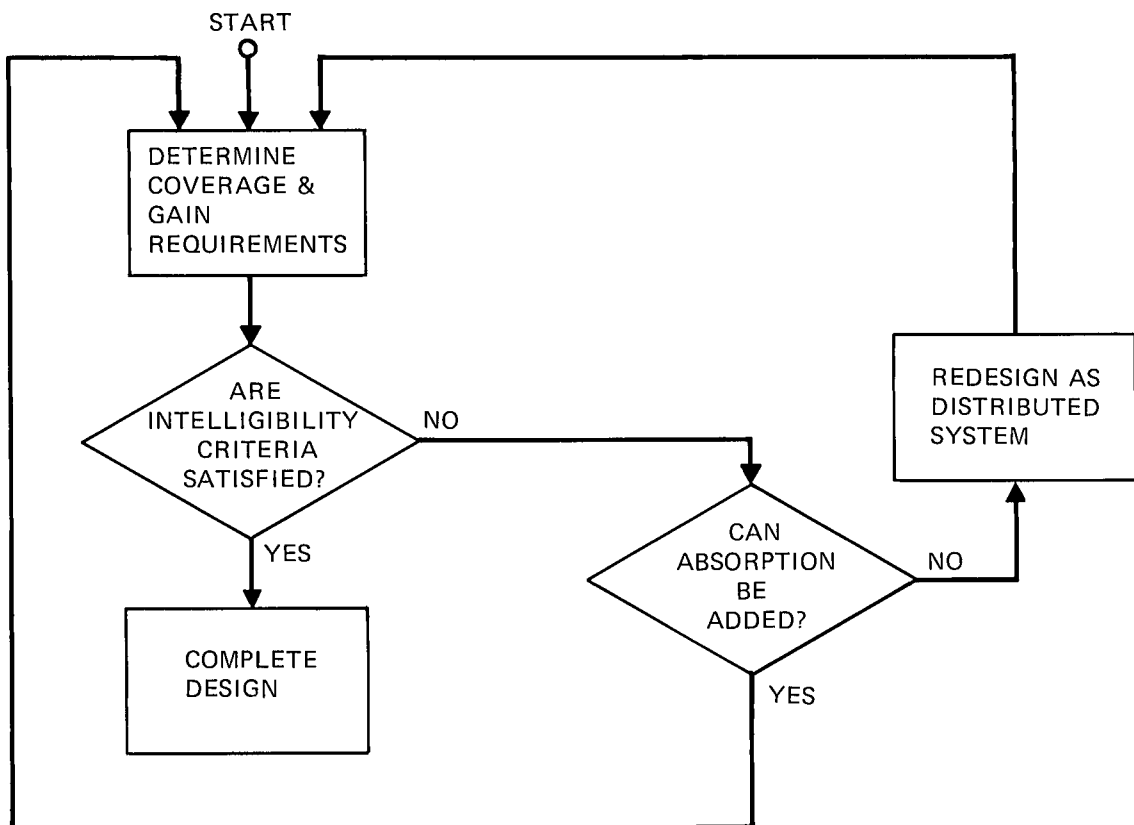 START
DETERMINE
COVERAGE &
GAIN
REQUIREMENTS
ARE
INTELLIGIBILITY
CRITERIA
SATISFIED?
NO
YES
COMPLETE
DESIGN
CAN
ABSORPTION
BE
ADDED?
NO
YES
REDESIGN AS
DISTRIBUTED
SYSTEM